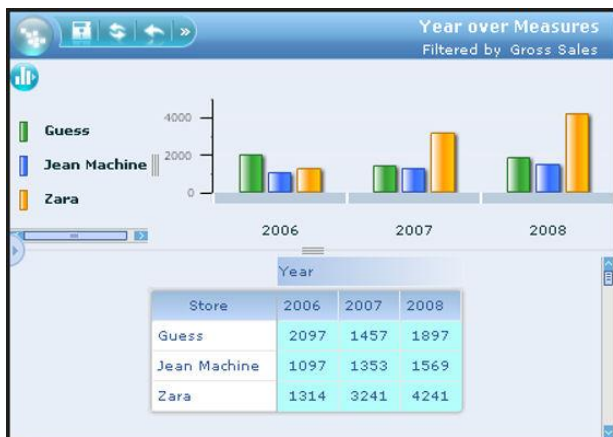 Year over Measures
Filtered by Gross Sales
»
Guess
Jean Machine
Zara
4000
2000
0
2006 2007 2008
Year
Store 2006 2007 2008
Guess 2097 1457 1897
Jean Machine 1097 1353 1569
Zara 1314 3241 4241